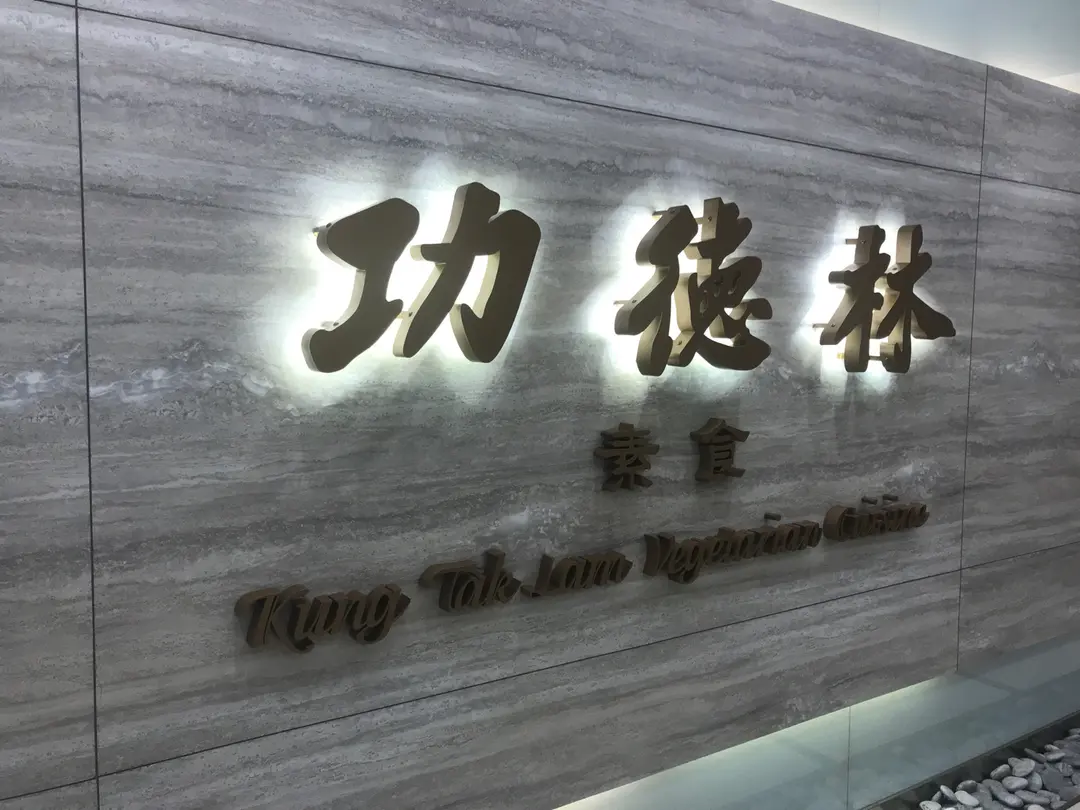 功德林
素食
Kung Tak Lam Vegetarian Cuisine